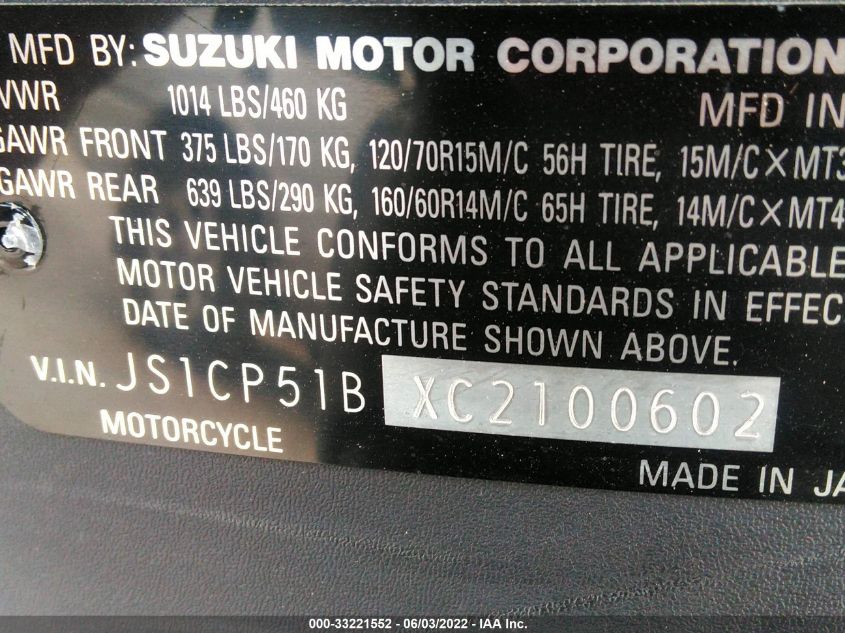 MFD BY: SUZUKI MOTOR CORPORATION
VWR 1014 LBS/460 KG MFD IN
GAWR FRONT 375 LBS/170 KG, 120/70R15M/C 56H TIRE, 15M/C×MT3
GAWR REAR 639 LBS/290 KG, 160/60R14M/C 65H TIRE, 14M/C×MT4
THIS VEHICLE CONFORMS TO ALL APPLICABLE
MOTOR VEHICLE SAFETY STANDARDS IN EFFEC
DATE OF MANUFACTURE SHOWN ABOVE.
V.I.N. JS1CP51B XC2100602
MOTORCYCLE
MADE IN JA
000-33221552 - 06/03/2022 - IAA Inc.